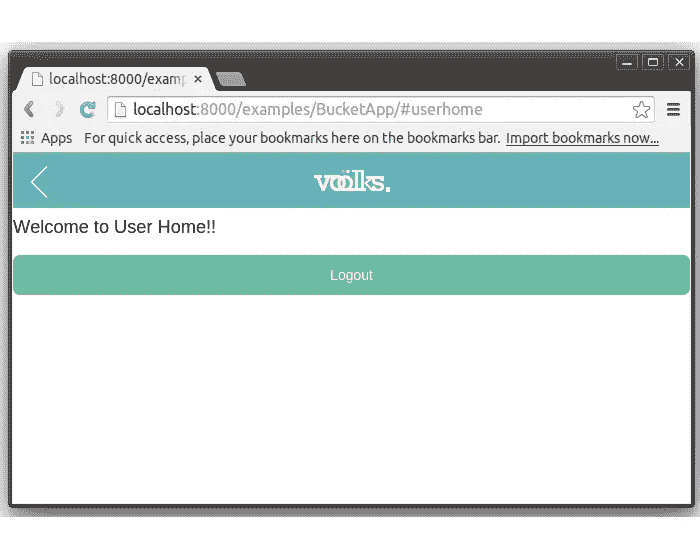 localhost:8000/examp
localhost:8000/examples/BucketApp/#userhome
Apps For quick access, place your bookmarks here on the bookmarks bar. Import bookmarks now...
voolks.
Welcome to User Home!!
Logout